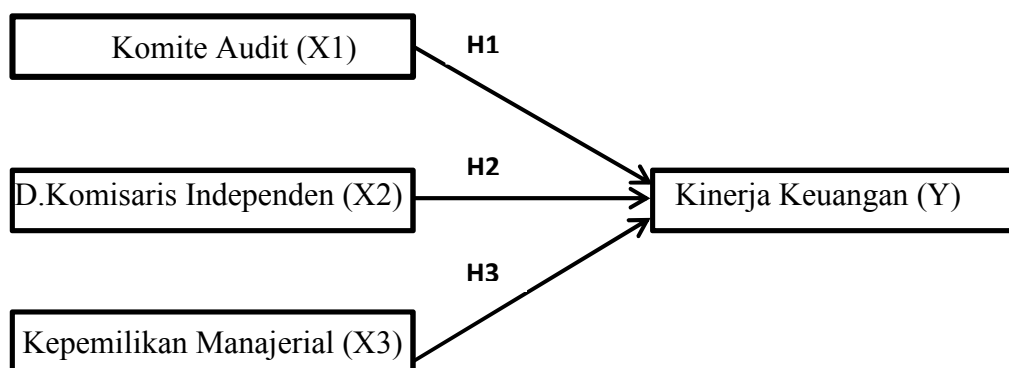 Komite Audit (X1)
H1
D.Komisaris Independen (X2)
H2
Kinerja Keuangan (Y)
H3
Kepemilikan Manajerial (X3)